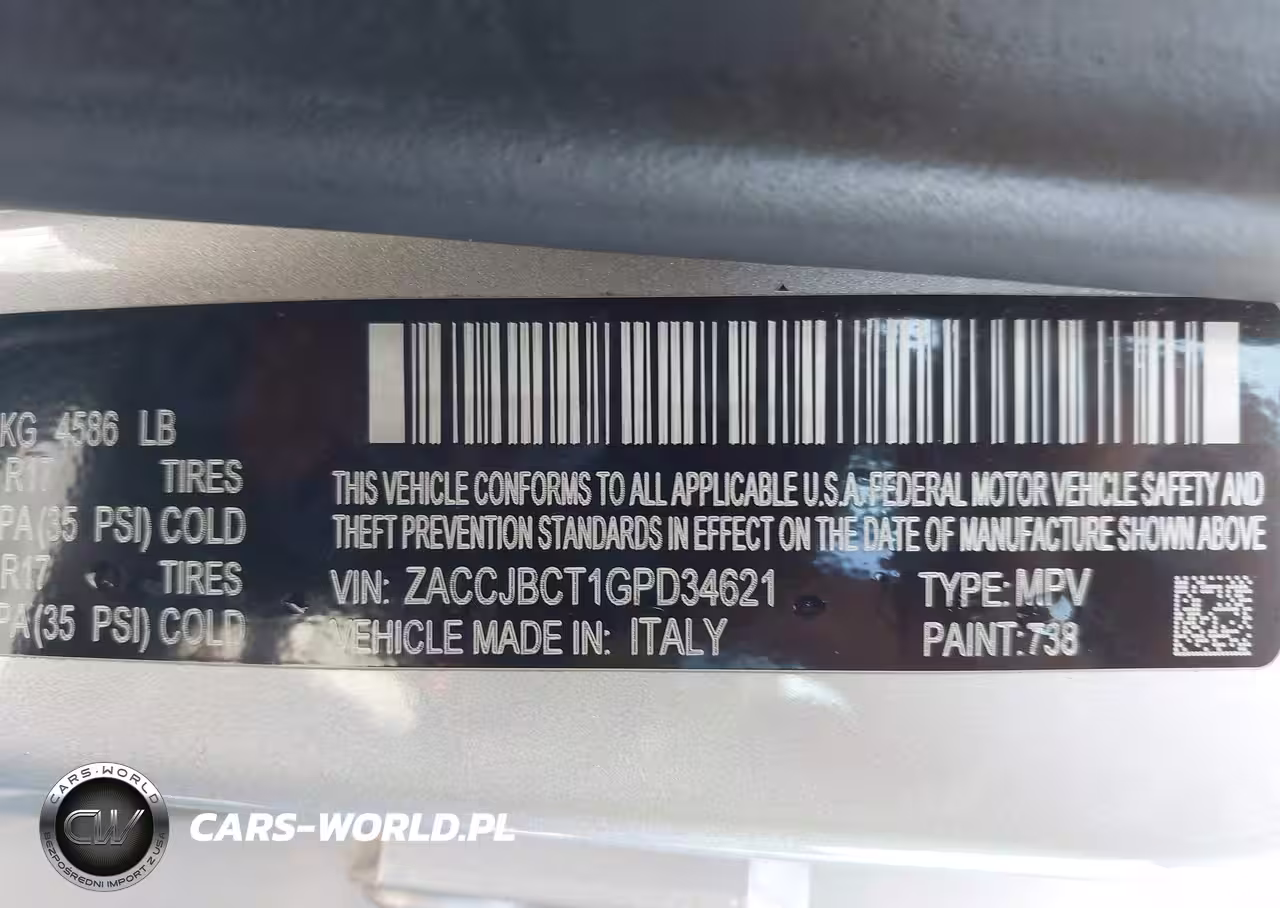 KG 4586 LB
R17 TIRES
PA(35 PSI) COLD
R17 TIRES
PA(35 PSI) COLD
THIS VEHICLE CONFORMS TO ALL APPLICABLE U.S.A. FEDERAL MOTOR VEHICLE SAFETY AND
THEFT PREVENTION STANDARDS IN EFFECT ON THE DATE OF MANUFACTURE SHOWN ABOVE
VIN: ZACCJBCT1GPD34621 TYPE: MPV
VEHICLE MADE IN: ITALY PAINT: 738
CARS·WORLD
CW
BEZPOŚREDNI IMPORT Z USA
CARS-WORLD.PL